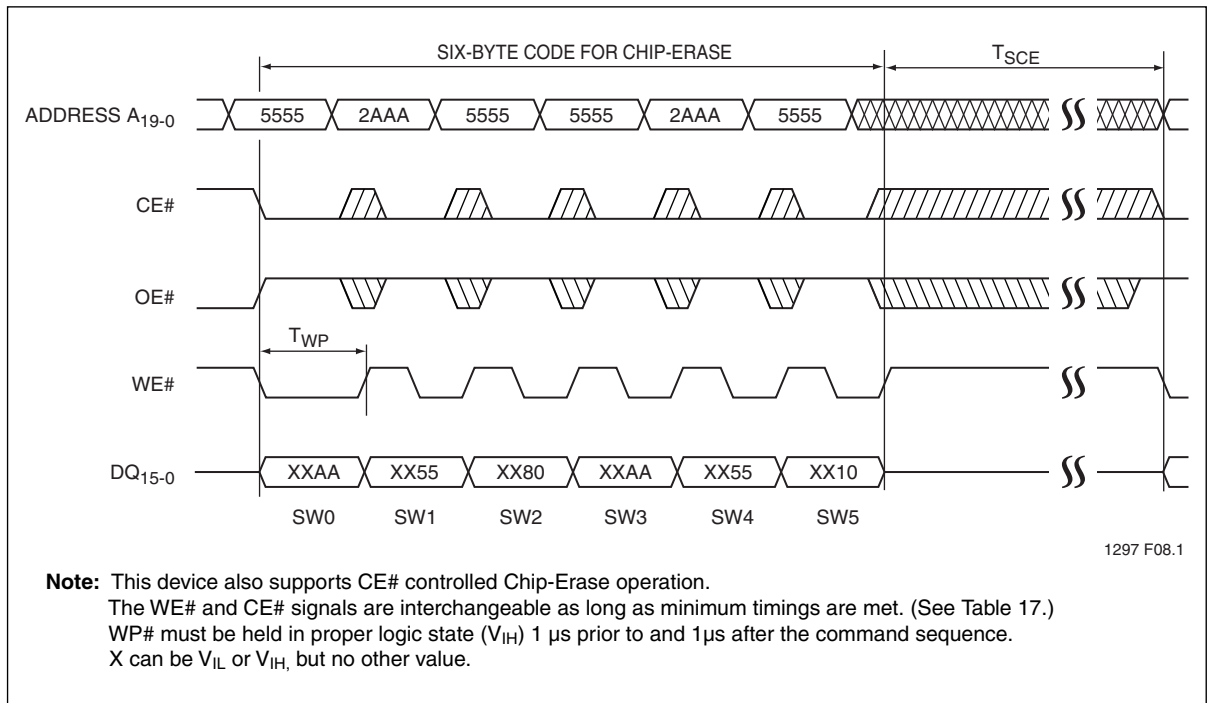 SIX-BYTE CODE FOR CHIP-ERASE TSCE
ADDRESS A19-0 5555 2AAA 5555 5555 2AAA 5555
CE#
OE#
TWP
WE#
DQ15-0 XXAA XX55 XX80 XXAA XX55 XX10
SW0 SW1 SW2 SW3 SW4 SW5
1297 F08.1
Note: This device also supports CE# controlled Chip-Erase operation.
The WE# and CE# signals are interchangeable as long as minimum timings are met. (See Table 17.)
WP# must be held in proper logic state (VIH) 1 µs prior to and 1µs after the command sequence.
X can be VIL or VIH, but no other value.